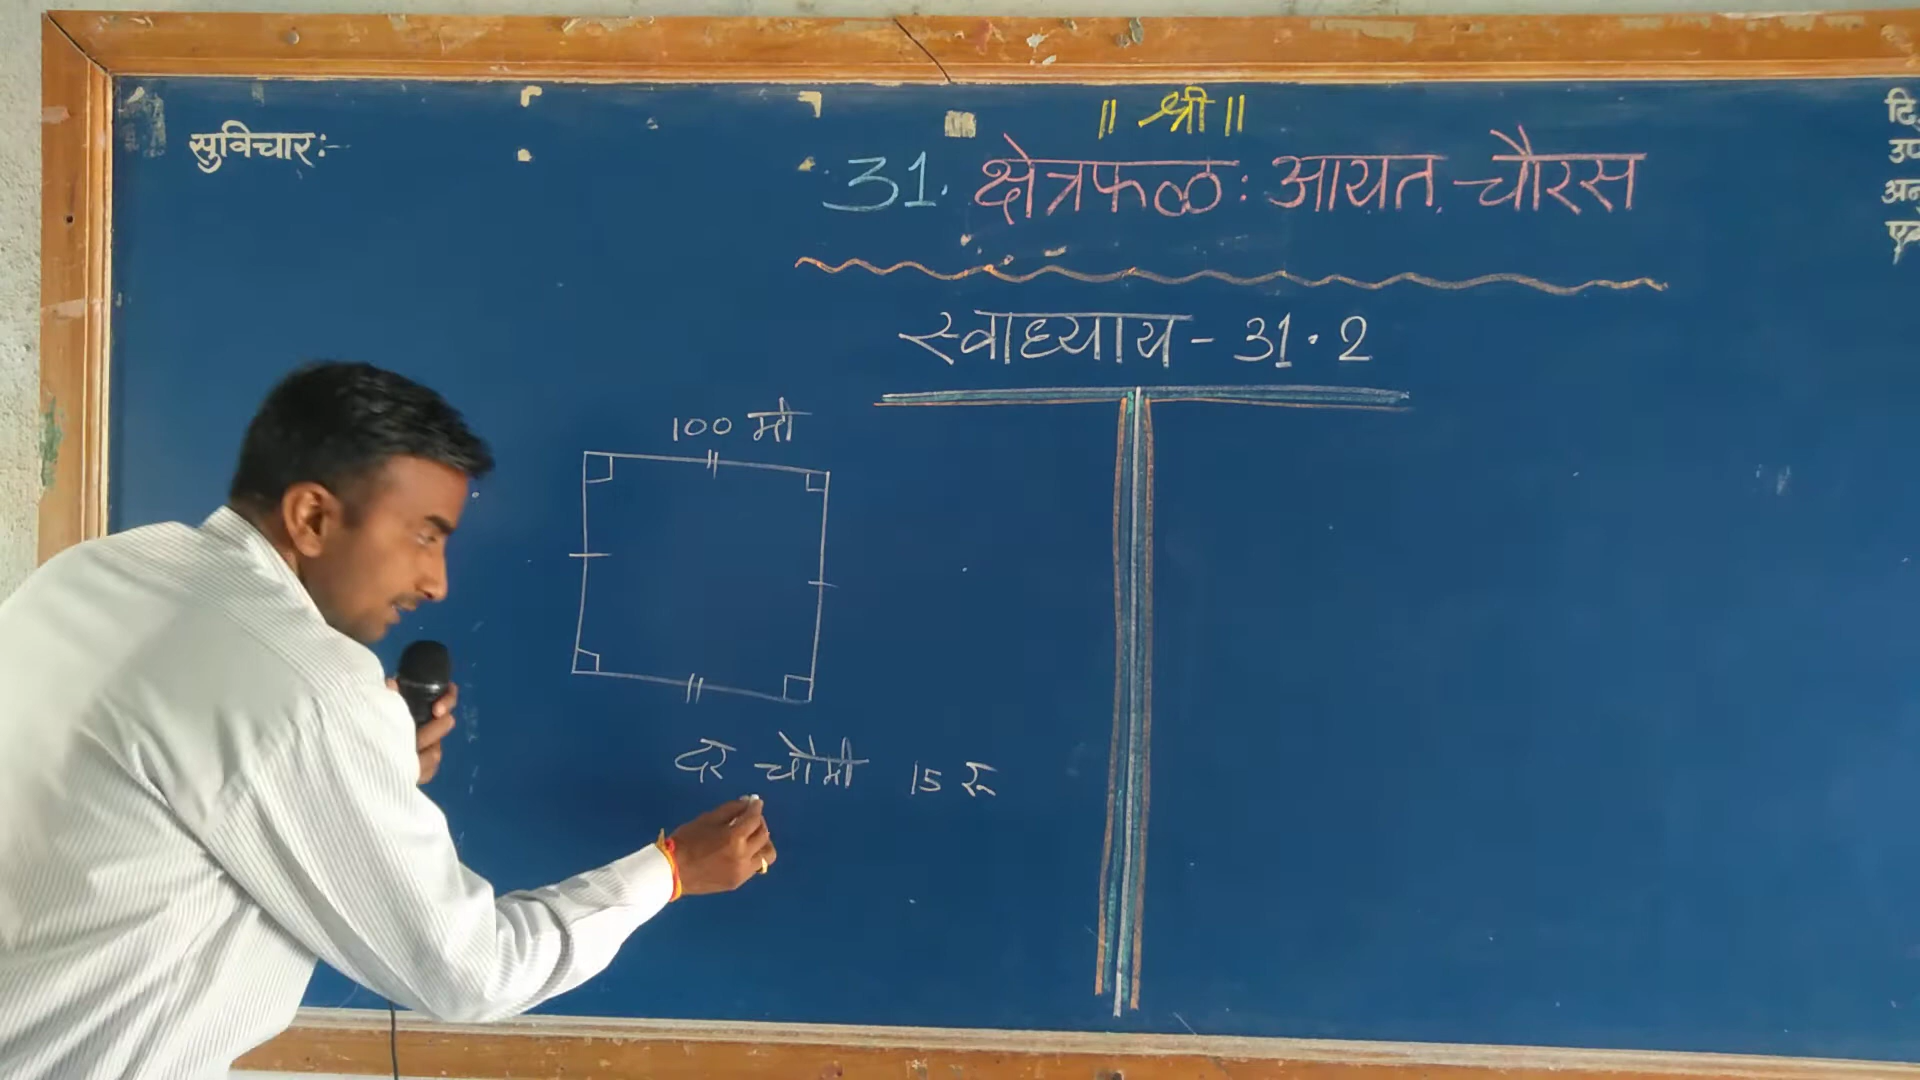 ॥ श्री ॥
सुविचार:-
31. क्षेत्रफळ : आयत, चौरस
स्वाध्याय - 31.2
100 मी
दर चौमी 15 रू